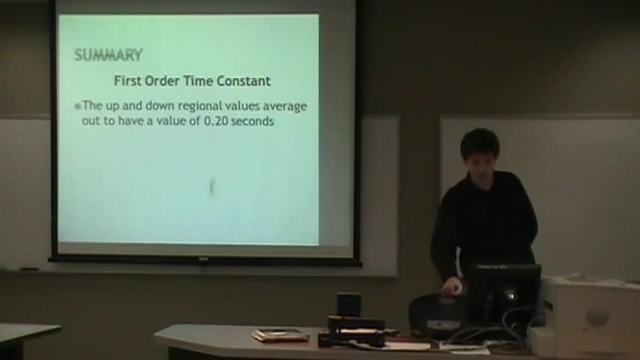 SUMMARY
First Order Time Constant
The up and down regional values average
out to have a value of 0.20 seconds